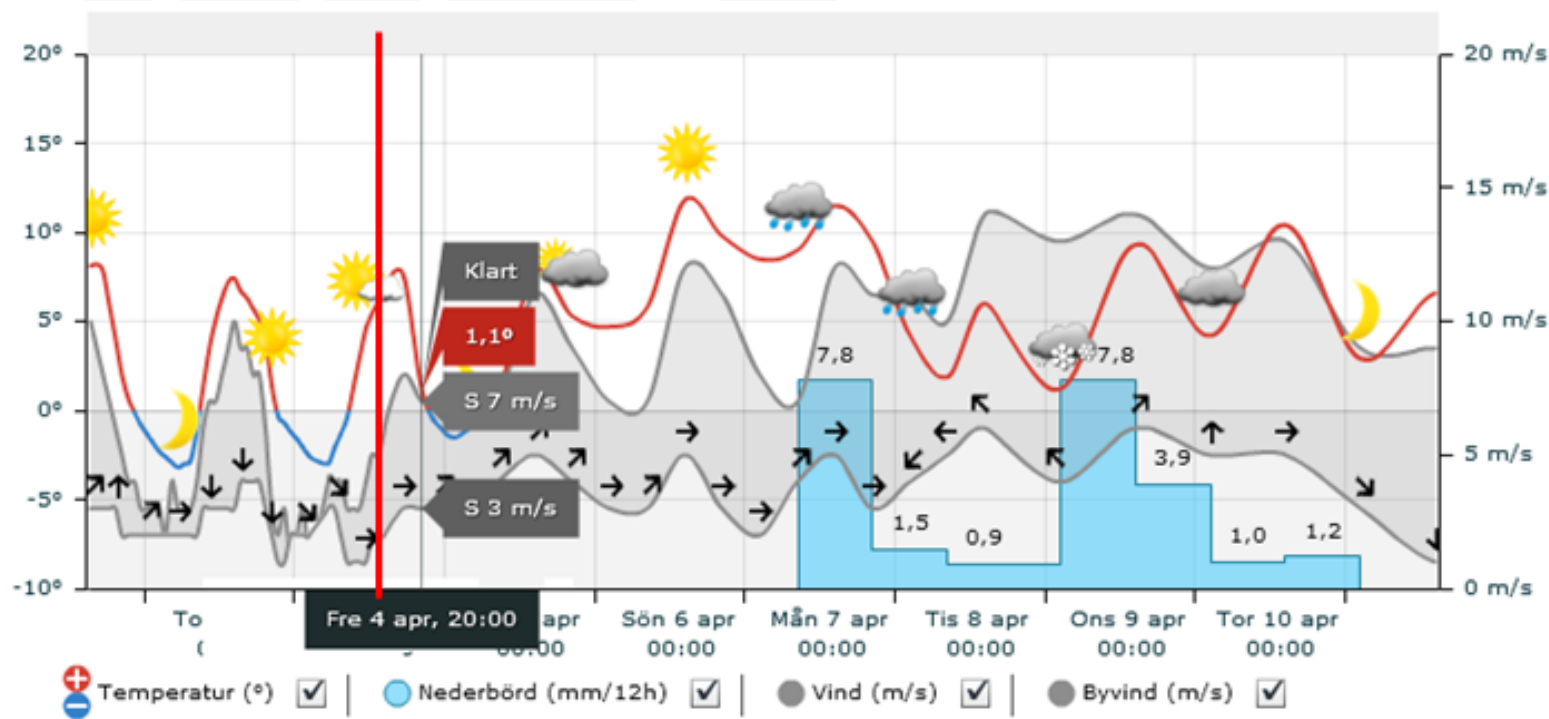 20° 20 m/s
15° 15 m/s
10°
5° 10 m/s
0°
-5° 5 m/s
-10° 0 m/s
Klart
1,1º
S 7 m/s
S 3 m/s
7,8
1,5
0,9
7,8
3,9
1,0
1,2
Fre 4 apr, 20:00
To apr Sön 6 apr Mån 7 apr Tis 8 apr Ons 9 apr Tor 10 apr
00:00 00:00 00:00 00:00 00:00 00:00
Temperatur (°) Nederbörd (mm/12h) Vind (m/s) Byvind (m/s)